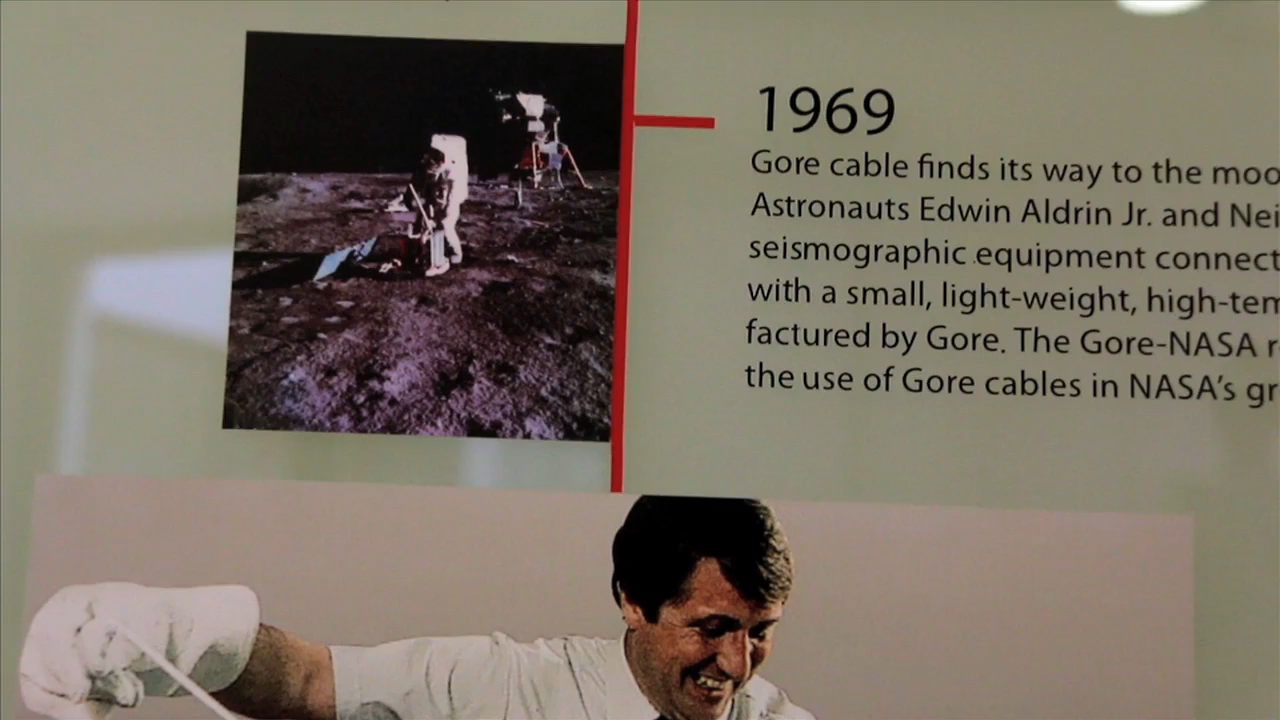 1969
Gore cable finds its way to the moo
Astronauts Edwin Aldrin Jr. and Nei
seismographic equipment connect
with a small, light-weight, high-tem
factured by Gore. The Gore-NASA r
the use of Gore cables in NASA's gr